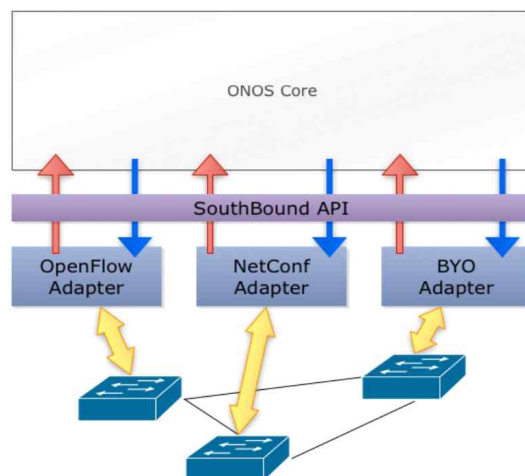 ONOS Core
SouthBound API
OpenFlow
Adapter
NetConf
Adapter
BYO
Adapter